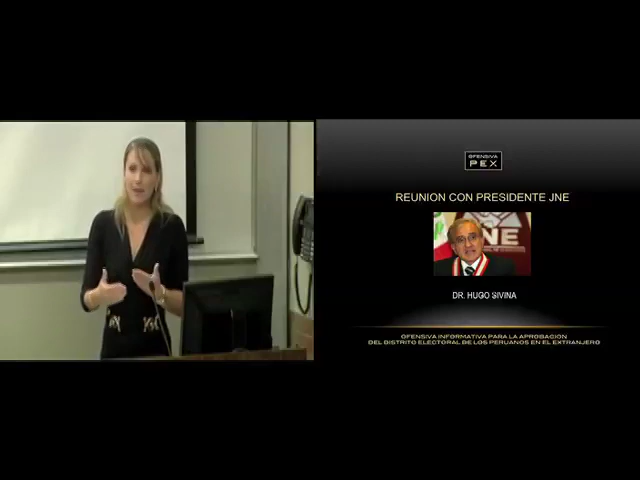 OFENSIVA
PEX
REUNION CON PRESIDENTE JNE
NE
DR. HUGO SIVINA
OFENSIVA INFORMATIVA PARA LA APROBACION
DEL DISTRITO ELECTORAL DE LOS PERUANOS EN EL EXTRANJERO